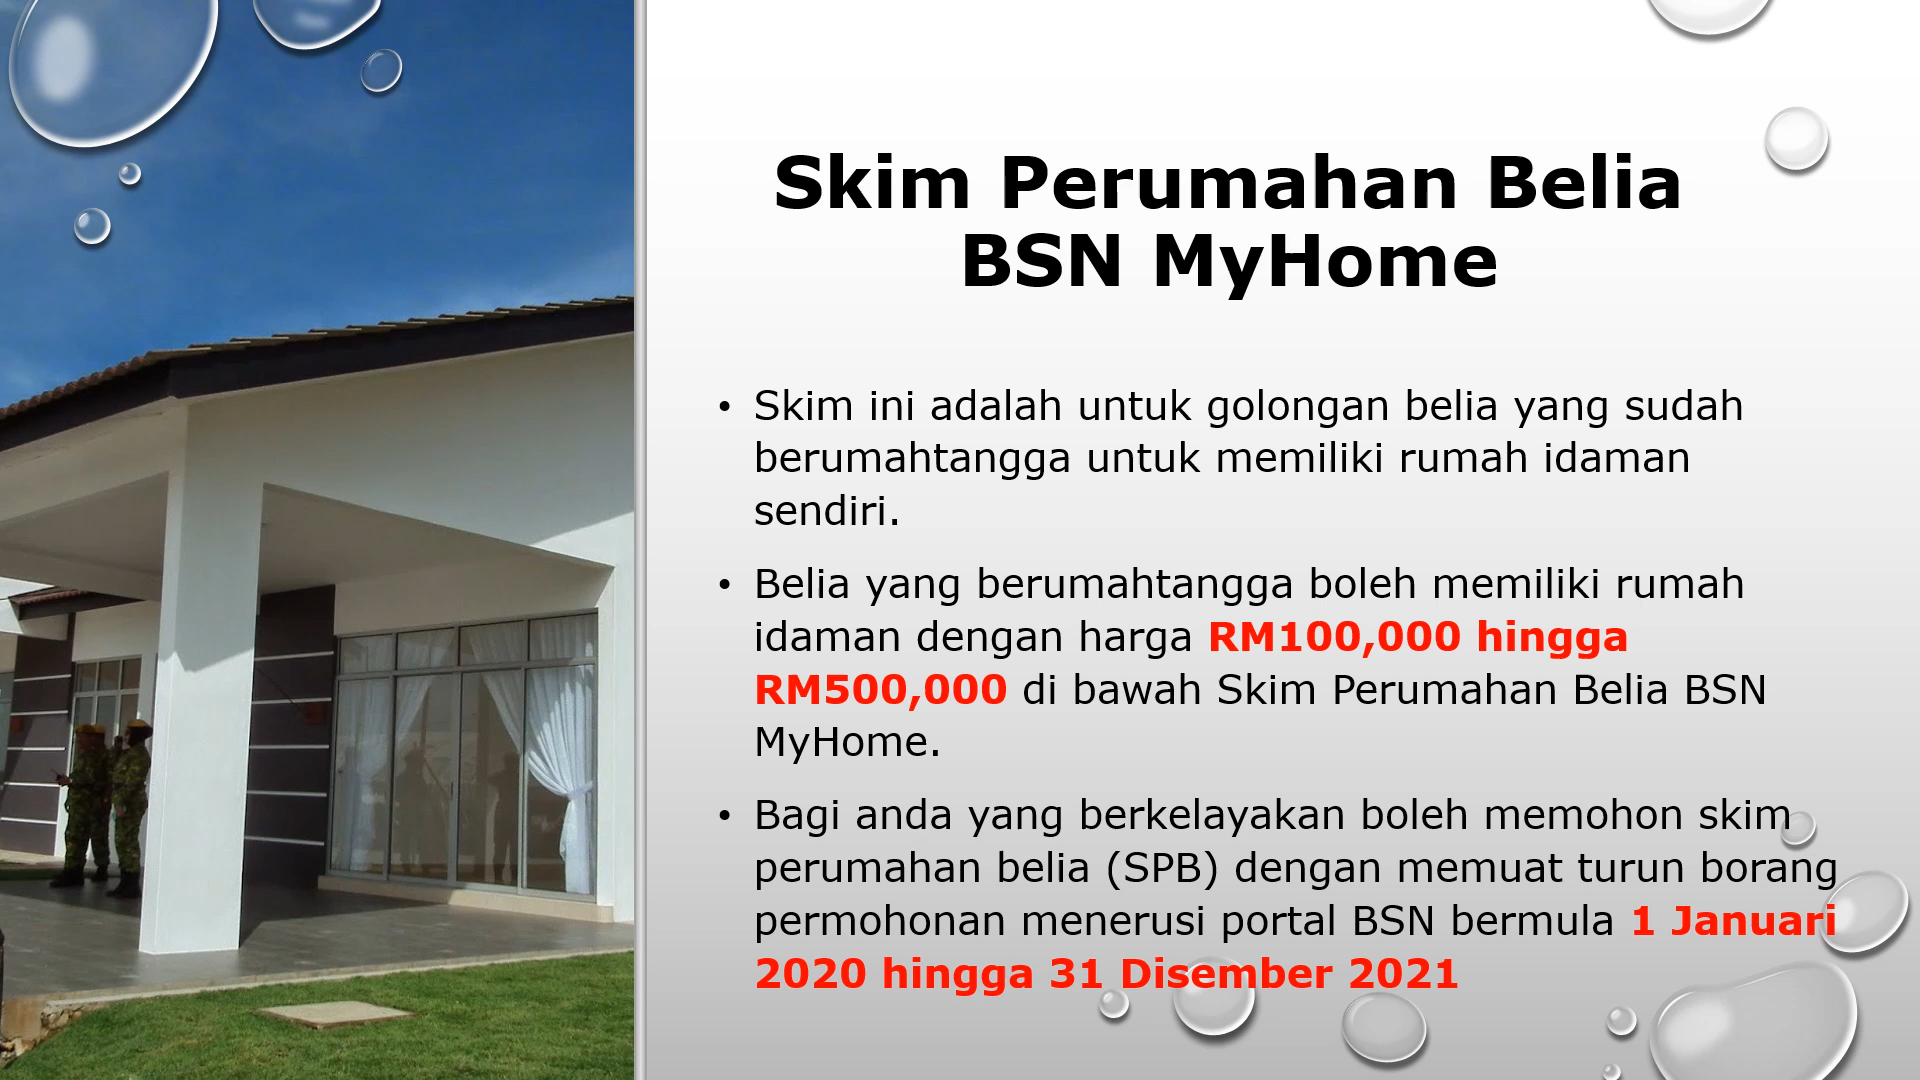 Skim Perumahan Belia
BSN MyHome
• Skim ini adalah untuk golongan belia yang sudah
berumahtangga untuk memiliki rumah idaman
sendiri.
• Belia yang berumahtangga boleh memiliki rumah
idaman dengan harga RM100,000 hingga
RM500,000 di bawah Skim Perumahan Belia BSN
MyHome.
• Bagi anda yang berkelayakan boleh memohon skim
perumahan belia (SPB) dengan memuat turun borang
permohonan menerusi portal BSN bermula 1 Januari
2020 hingga 31 Disember 2021